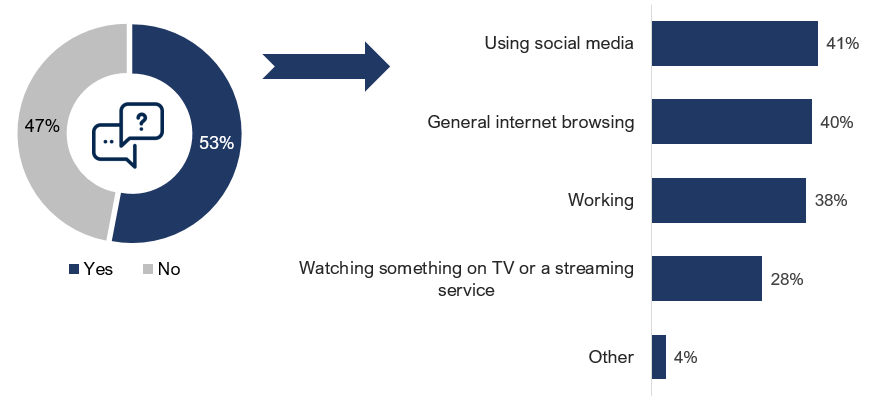 47%
53%
Yes
No
Using social media
41%
General internet browsing
40%
Working
38%
Watching something on TV or a streaming
service
28%
Other
4%
?